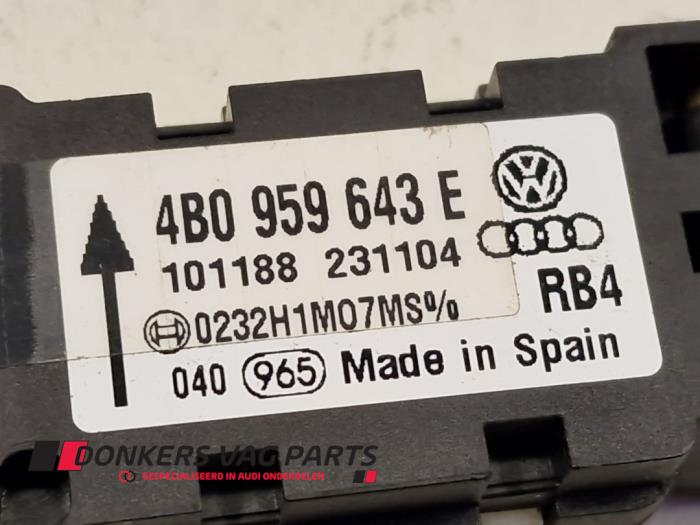 4B0 959 643 E
101188 231104
0232H1M07MS%
RB4
040 965 Made in Spain
DONKERS VAG PARTS
GESPECIALISEERD IN AUDI ONDERDELEN